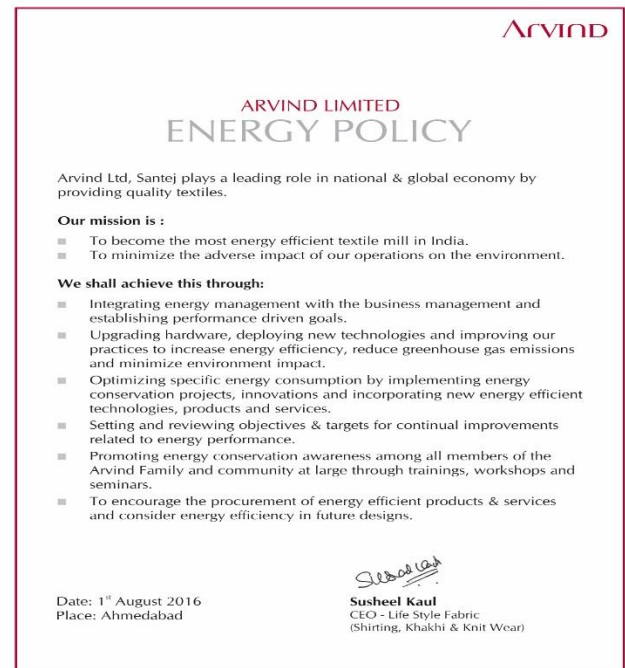 ARVIND
ARVIND LIMITED
ENERGY POLICY
Arvind Ltd, Santej plays a leading role in national & global economy by
providing quality textiles.
Our mission is :
To become the most energy efficient textile mill in India.
To minimize the adverse impact of our operations on the environment.
We shall achieve this through:
Integrating energy management with the business management and
establishing performance driven goals.
Upgrading hardware, deploying new technologies and improving our
practices to increase energy efficiency, reduce greenhouse gas emissions
and minimize environment impact.
Optimizing specific energy consumption by implementing energy
conservation projects, innovations and incorporating new energy efficient
technologies, products and services.
Setting and reviewing objectives & targets for continual improvements
related to energy performance.
Promoting energy conservation awareness among all members of the
Arvind Family and community at large through trainings, workshops and
seminars.
To encourage the procurement of energy efficient products & services
and consider energy efficiency in future designs.
Date: 1st August 2016
Place: Ahmedabad
Susheel Kaul
CEO - Life Style Fabric
(Shirting, Khakhi & Knit Wear)